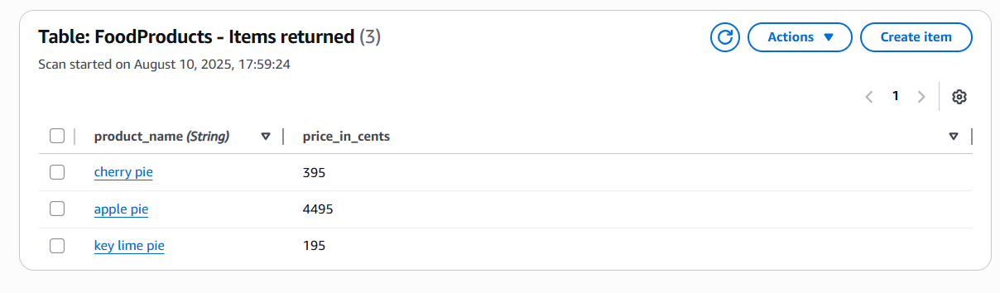 Table: FoodProducts - Items returned (3)
Actions
Create item
Scan started on August 10, 2025, 17:59:24
1
product_name (String) price_in_cents
cherry pie 395
apple pie 4495
key lime pie 195